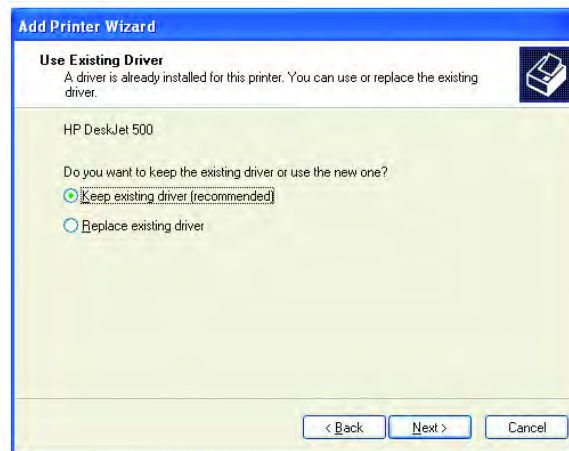 Add Printer Wizard
Use Existing Driver
A driver is already installed for this printer. You can use or replace the existing
driver.
HP DeskJet 500
Do you want to keep the existing driver or use the new one?
Keep existing driver (recommended)
Replace existing driver
< Back
Next >
Cancel